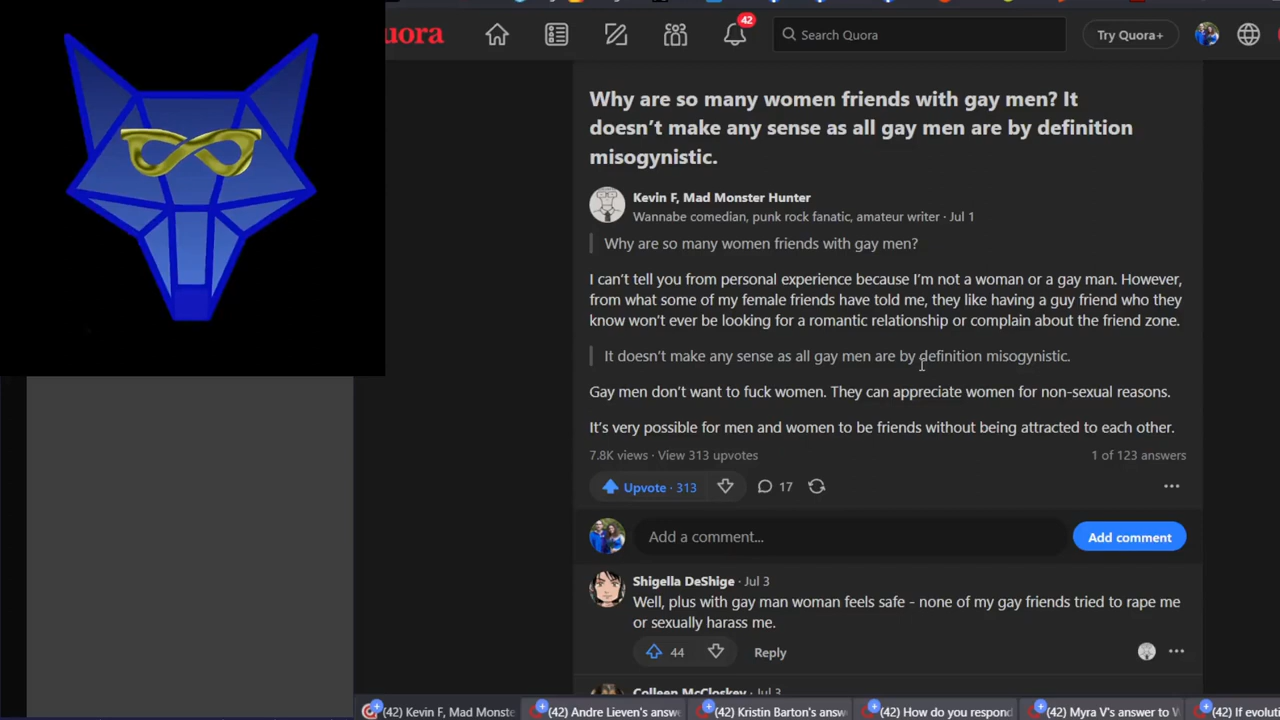 uora
42
Search Quora
Try Quora+
Why are so many women friends with gay men? It
doesn’t make any sense as all gay men are by definition
misogynistic.
Kevin F, Mad Monster Hunter
Wannabe comedian, punk rock fanatic, amateur writer · Jul 1
Why are so many women friends with gay men?
I can’t tell you from personal experience because I’m not a woman or a gay man. However,
from what some of my female friends have told me, they like having a guy friend who they
know won’t ever be looking for a romantic relationship or complain about the friend zone.
It doesn’t make any sense as all gay men are by definition misogynistic.
Gay men don’t want to fuck women. They can appreciate women for non-sexual reasons.
It’s very possible for men and women to be friends without being attracted to each other.
7.8K views · View 313 upvotes
1 of 123 answers
Upvote · 313
17
Add a comment...
Add comment
Shigella DeShige · Jul 3
Well, plus with gay man woman feels safe - none of my gay friends tried to rape me
or sexually harass me.
44
Reply
Colleen McCloskey · Jul 3
(42) Kevin F, Mad Monste
(42) Andre Lieven's answ
(42) Kristin Barton's answ
(42) How do you respond
(42) Myra V's answer to V
(42) If evolut